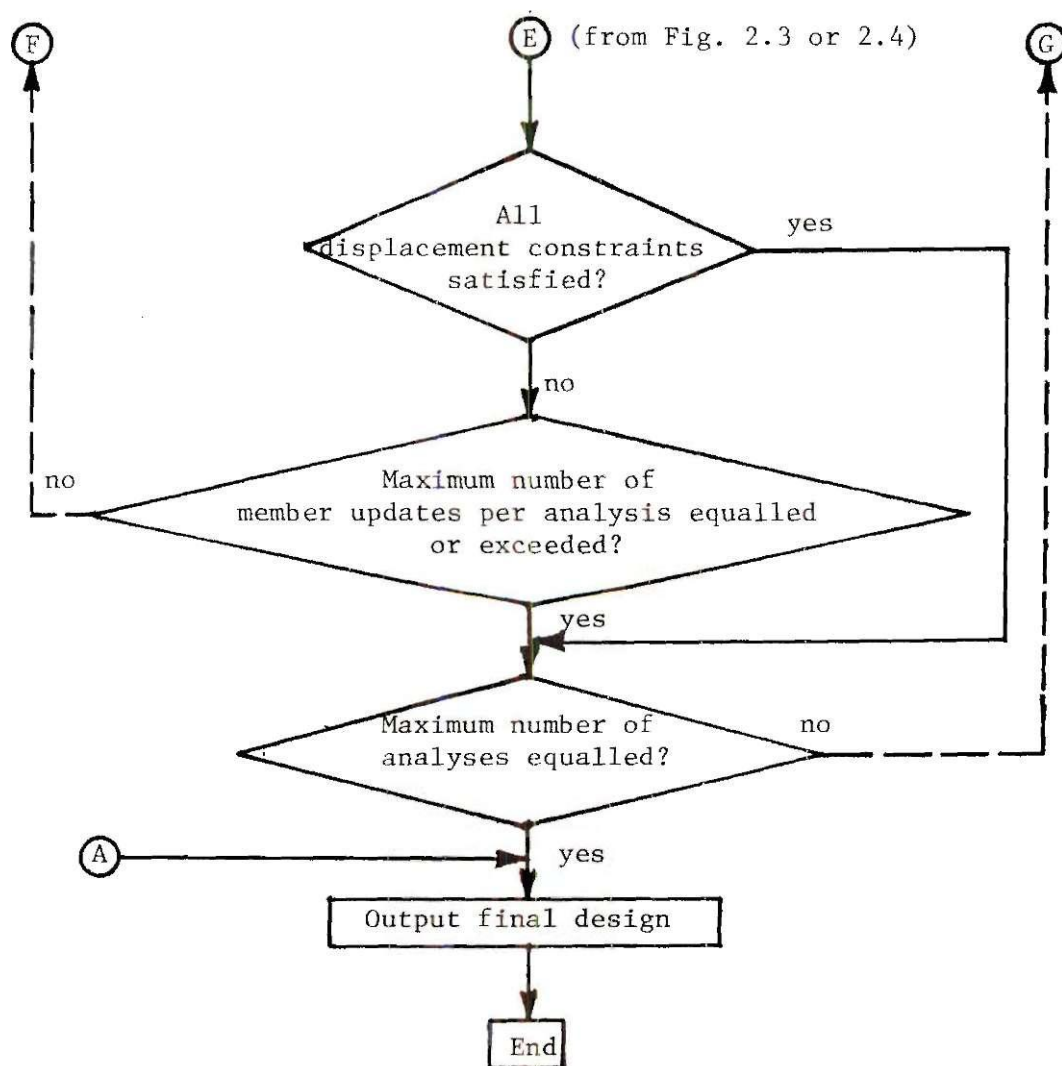 F
E (from Fig. 2.3 or 2.4)
G
All
displacement constraints
satisfied?
yes
no
Maximum number of
member updates per analysis equalled
or exceeded?
no
yes
Maximum number of
analyses equalled?
no
A
yes
Output final design
End